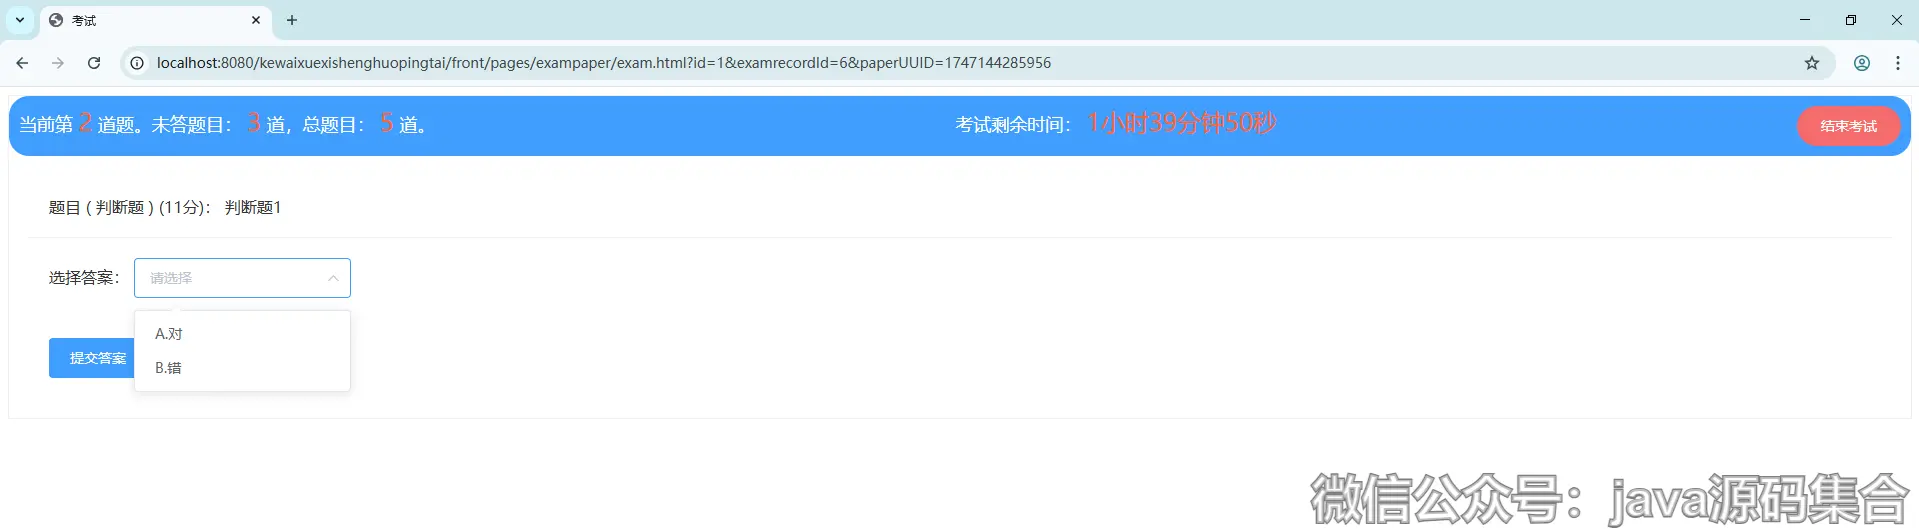 考试
localhost:8080/kewaixuexishenghuopingtai/front/pages/exampaper/exam.html?id=1&examrecordId=6&paperUUID=1747144285956
当前第 2 道题。未答题目： 3 道，总题目： 5 道。
考试剩余时间： 1小时39分钟50秒
结束考试
题目 ( 判断题 ) (11分)： 判断题1
选择答案： 请选择
A.对
B.错
提交答案
微信公众号：java源码集合